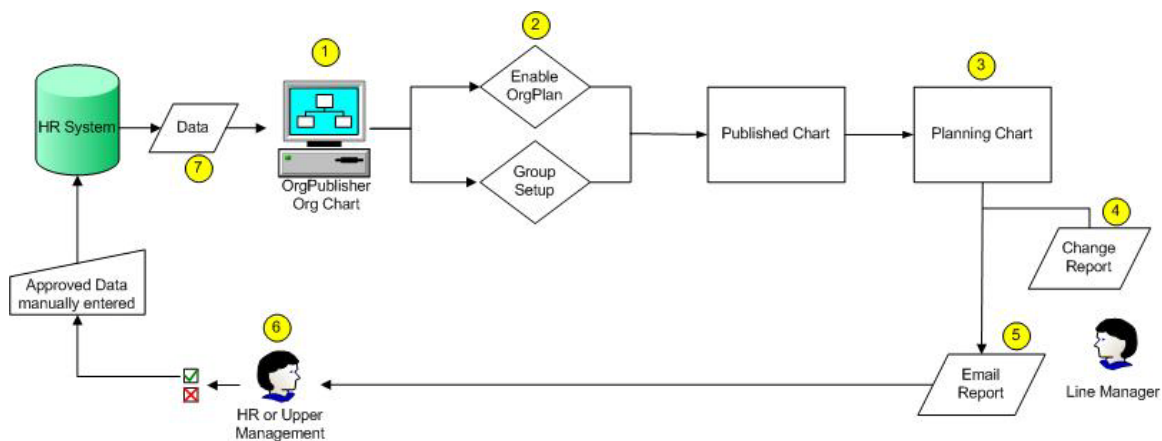 1
2
3
Enable
OrgPlan
HR System
Data
7
OrgPublisher
Org Chart
Group
Setup
Published Chart
Planning Chart
4
Change
Report
Approved Data
manually entered
6
HR or Upper
Management
5
Email
Report
Line Manager